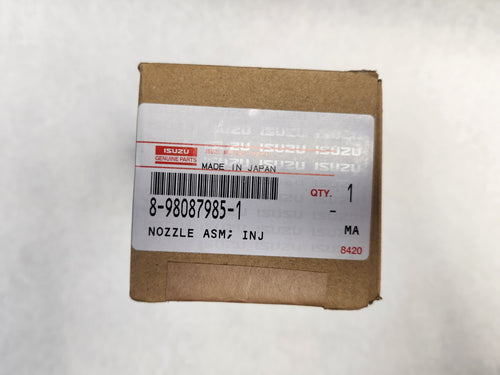 ISUZU
GENUINE PARTS
MADE IN JAPAN
QTY. 1
8-98087985-1 -
NOZZLE ASM; INJ MA
8420